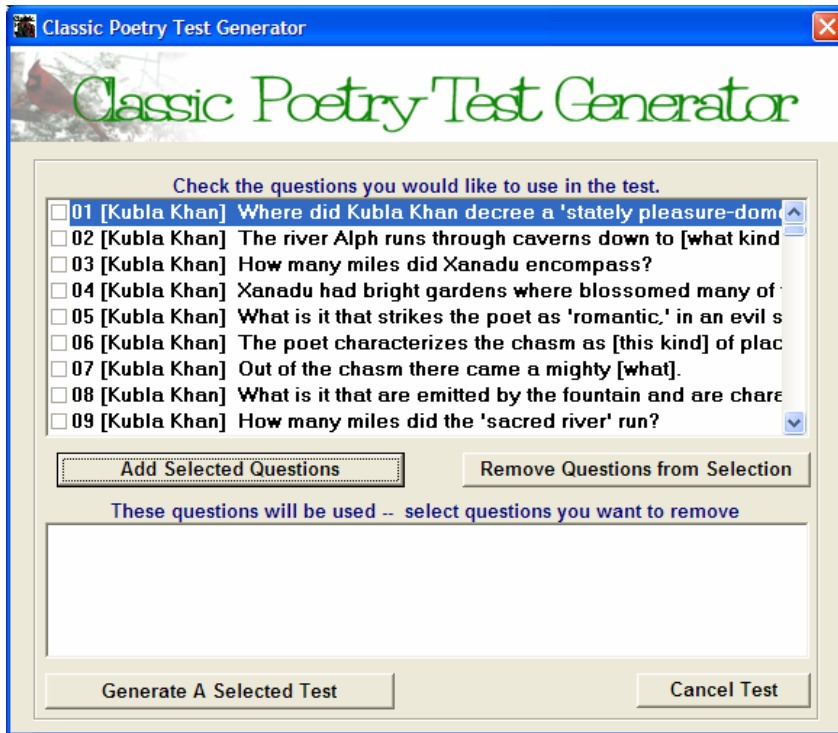 Classic Poetry Test Generator
Classic Poetry Test Generator
Check the questions you would like to use in the test.
01 [Kubla Khan] Where did Kubla Khan decree a 'stately pleasure-dome
02 [Kubla Khan] The river Alph runs through caverns down to [what kind
03 [Kubla Khan] How many miles did Xanadu encompass?
04 [Kubla Khan] Xanadu had bright gardens where blossomed many of
05 [Kubla Khan] What is it that strikes the poet as 'romantic,' in an evil s
06 [Kubla Khan] The poet characterizes the chasm as [this kind] of plac
07 [Kubla Khan] Out of the chasm there came a mighty [what].
08 [Kubla Khan] What is it that are emitted by the fountain and are chara
09 [Kubla Khan] How many miles did the 'sacred river' run?
Add Selected Questions Remove Questions from Selection
These questions will be used -- select questions you want to remove
Generate A Selected Test Cancel Test